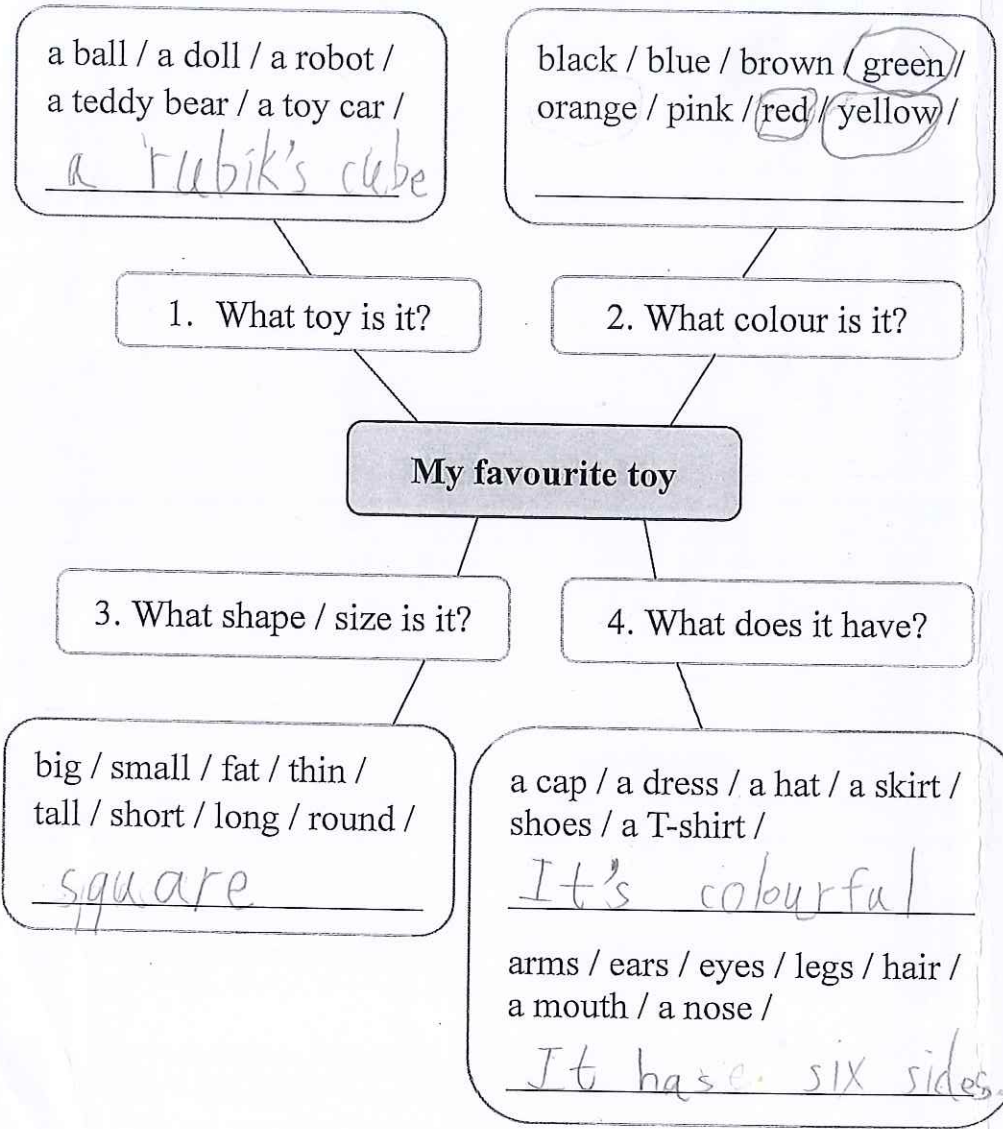 a ball / a doll / a robot /
a teddy bear / a toy car /
a rubik's cube
black / blue / brown / green /
orange / pink / red / yellow /
1. What toy is it?
2. What colour is it?
My favourite toy
3. What shape / size is it?
4. What does it have?
big / small / fat / thin /
tall / short / long / round /
square
a cap / a dress / a hat / a skirt /
shoes / a T-shirt /
It's colourful
arms / ears / eyes / legs / hair /
a mouth / a nose /
It has six sides.